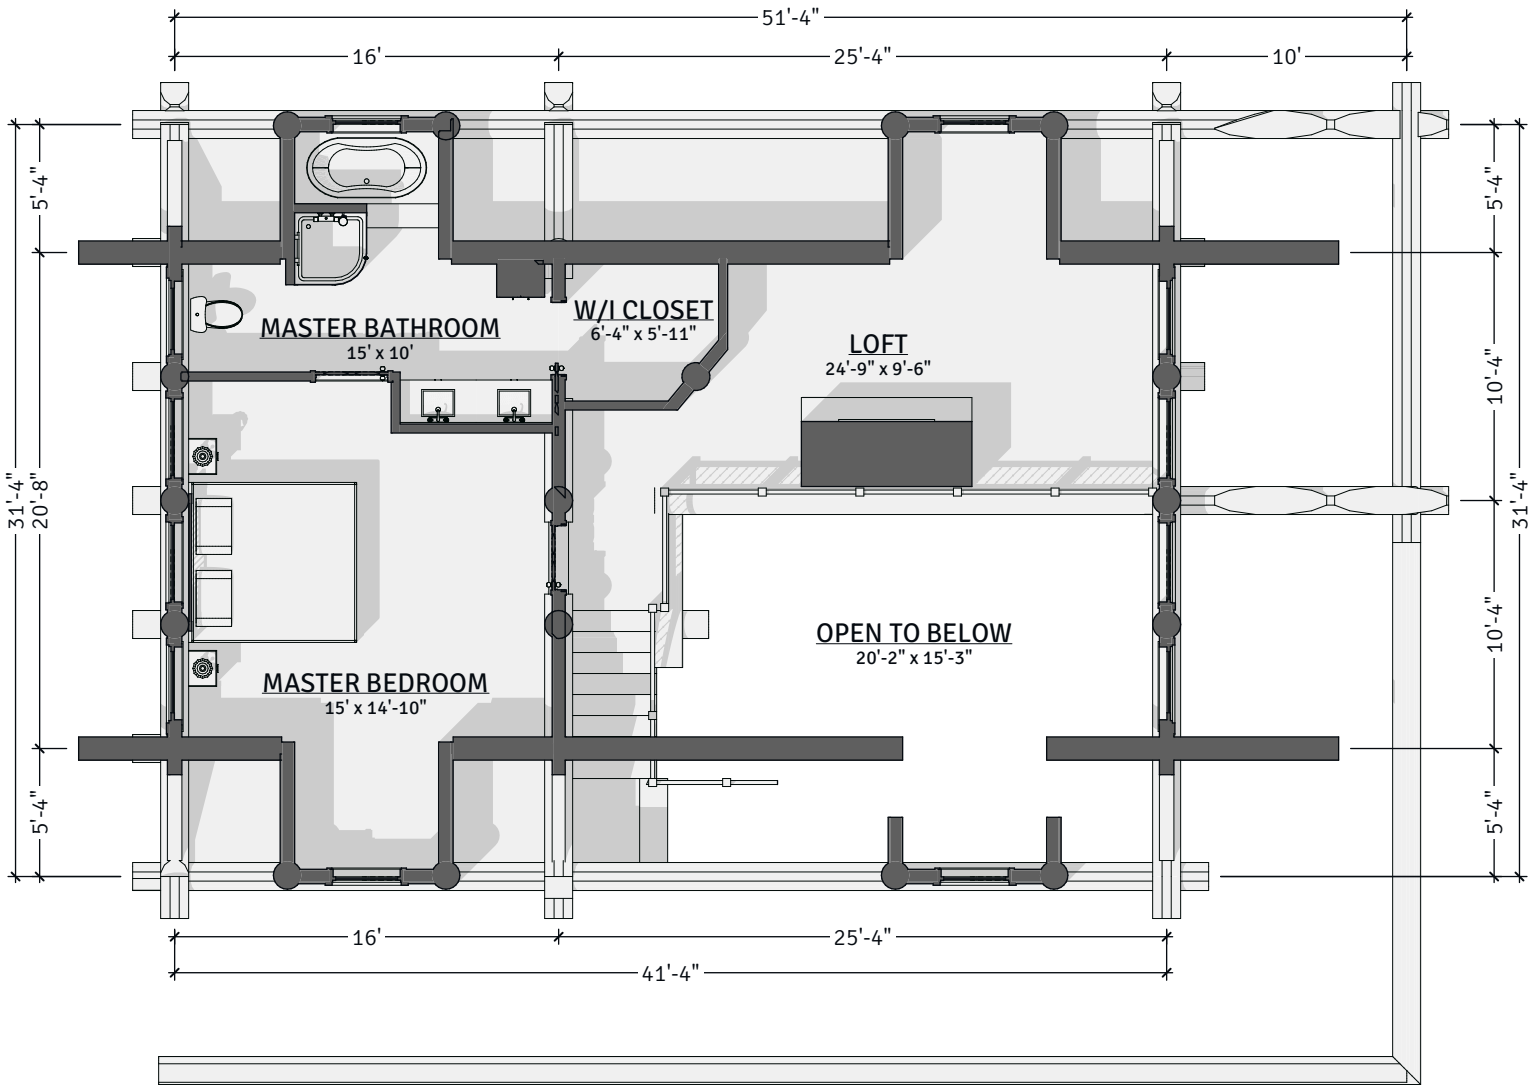 51'-4"
16'
25'-4"
10'
5'-4"
5'-4"
MASTER BATHROOM
15' x 10'
W/I CLOSET
6'-4" x 5'-11"
LOFT
24'-9" x 9'-6"
10'-4"
31'-4"
20'-8"
31'-4"
MASTER BEDROOM
15' x 14'-10"
OPEN TO BELOW
20'-2" x 15'-3"
10'-4"
5'-4"
5'-4"
16'
25'-4"
41'-4"